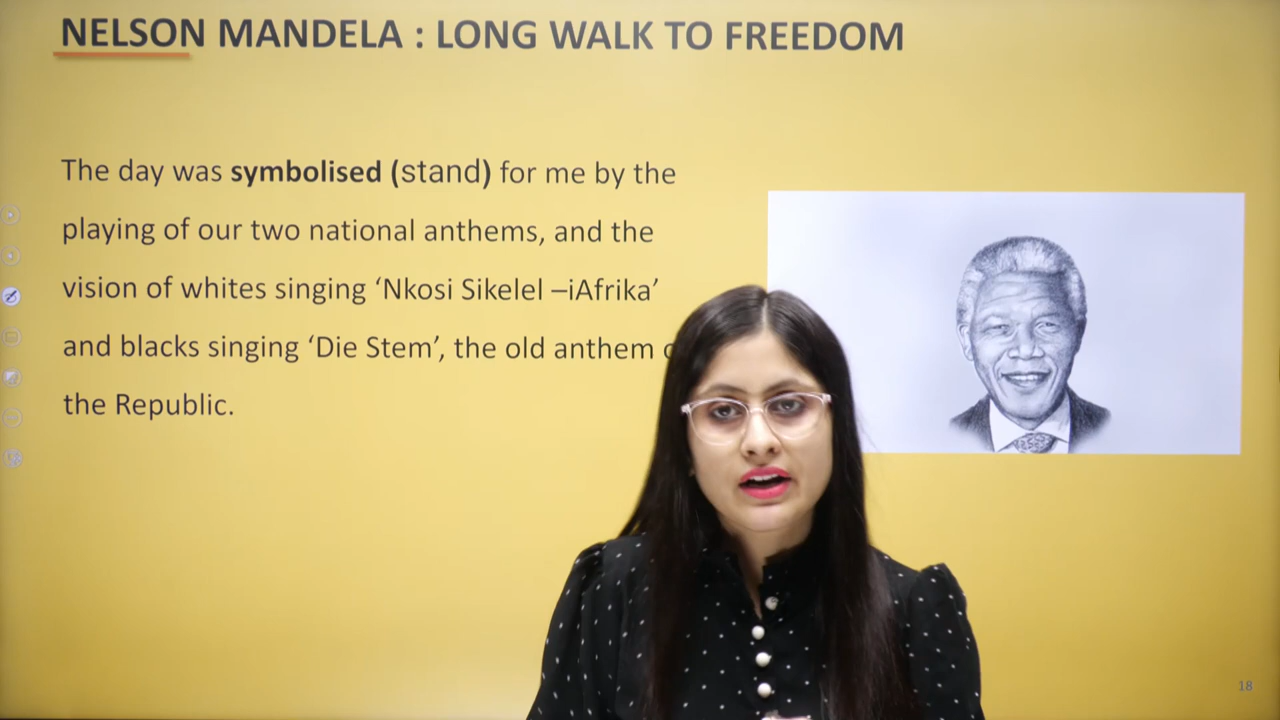 NELSON MANDELA : LONG WALK TO FREEDOM
The day was symbolised (stand) for me by the
playing of our two national anthems, and the
vision of whites singing ‘Nkosi Sikelel –iAfrika’
and blacks singing ‘Die Stem’, the old anthem
the Republic.
18